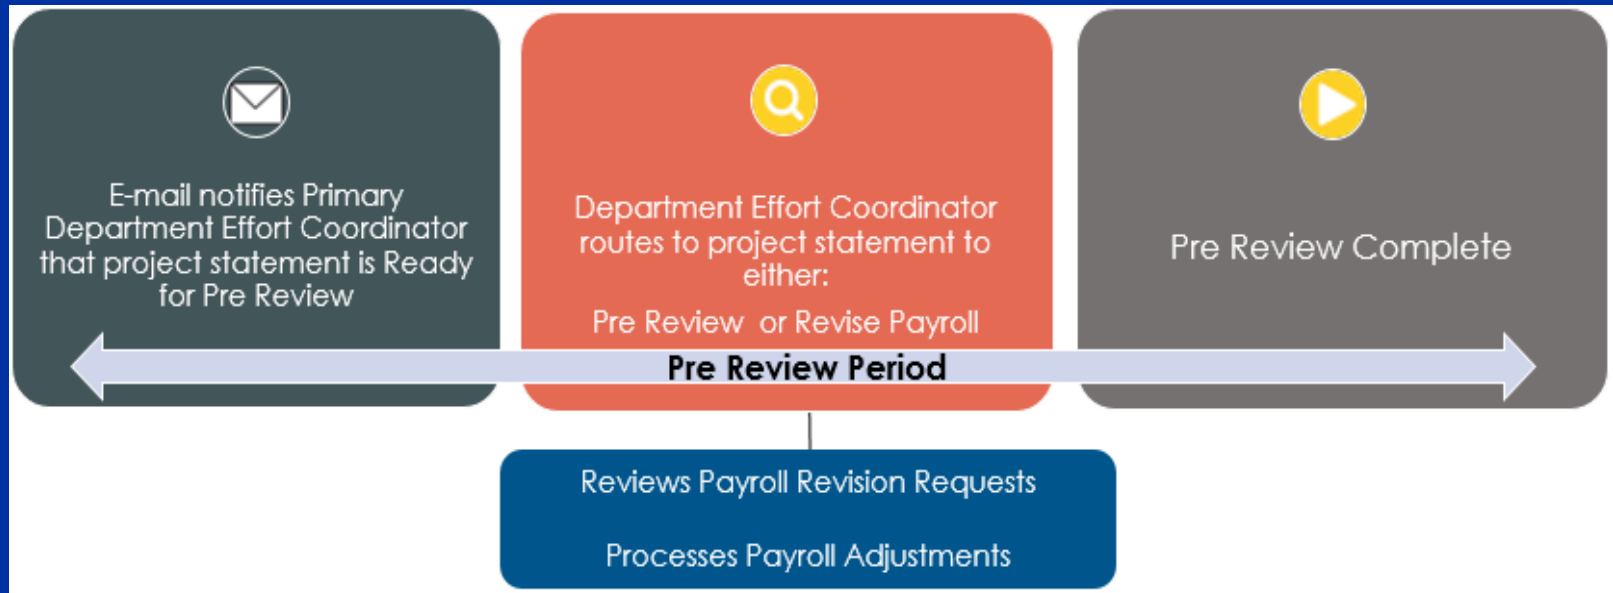 E-mail notifies Primary
Department Effort Coordinator
that project statement is Ready
for Pre Review
Department Effort Coordinator
routes to project statement to
either:
Pre Review or Revise Payroll
Pre Review Complete
Pre Review Period
Reviews Payroll Revision Requests
Processes Payroll Adjustments